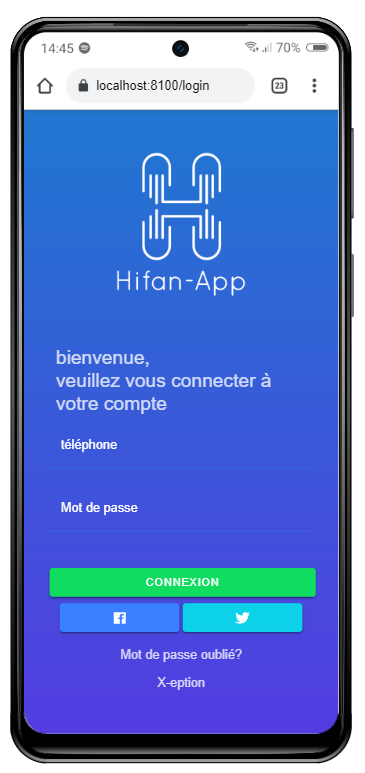 14:45 70%
localhost:8100/login 23
Hifan-App
bienvenue,
veuillez vous connecter à
votre compte
téléphone
Mot de passe
CONNEXION
Mot de passe oublié?
X-eption